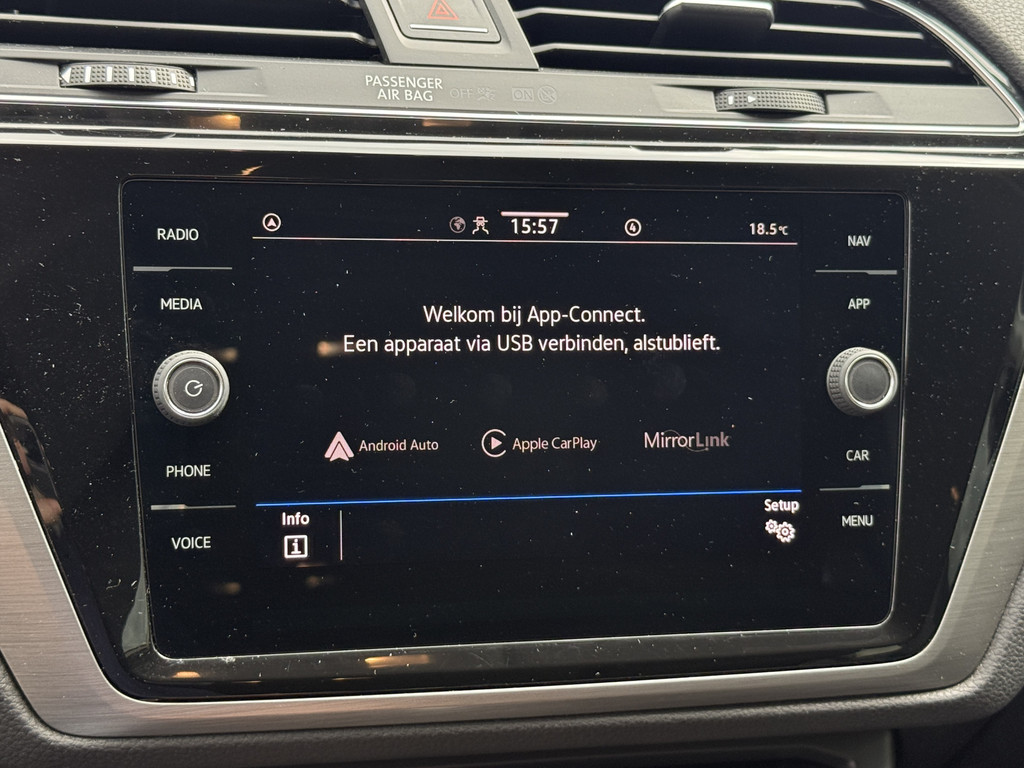 PASSENGER
AIR BAG OFF ON
RADIO
MEDIA
PHONE
VOICE
15:57
4
18.5°C
Welkom bij App-Connect.
Een apparaat via USB verbinden, alstublieft.
Android Auto
Apple CarPlay
MirrorLink
Info
i
Setup
NAV
APP
CAR
MENU